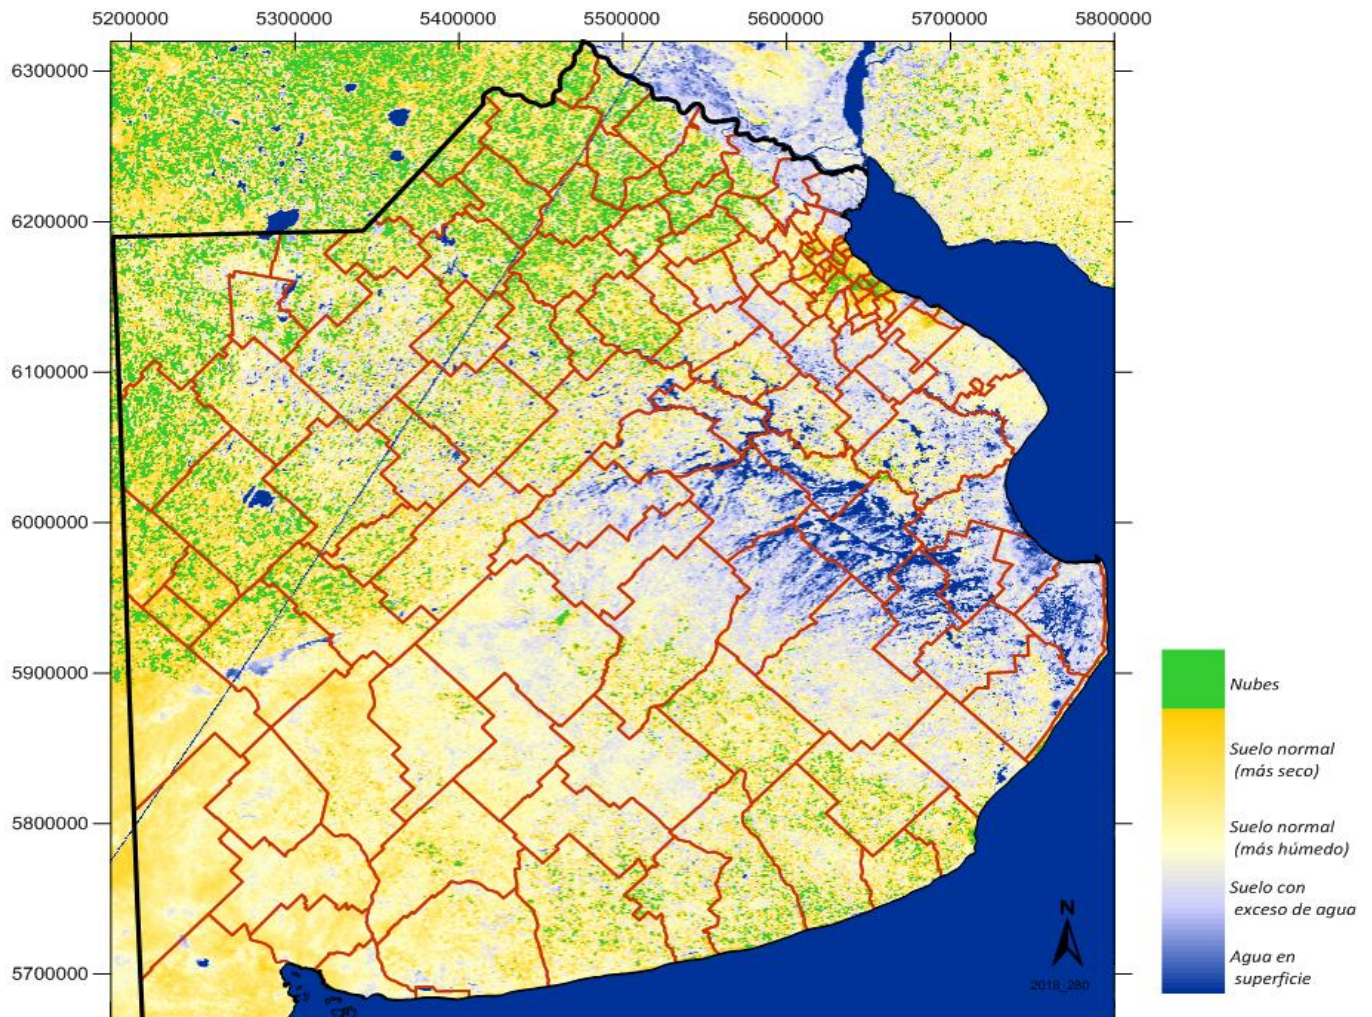 5200000 5300000 5400000 5500000 5600000 5700000 5800000
6300000
6200000
6100000
6000000
5900000
5800000
5700000
Nubes
Suelo normal
(más seco)
Suelo normal
(más húmedo)
Suelo con
exceso de agua
Agua en
superficie
N
2018_280